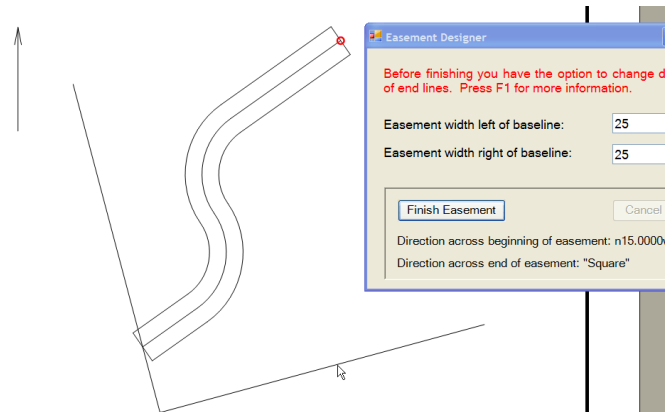 Easement Designer
Before finishing you have the option to change
of end lines. Press F1 for more information.
Easement width left of baseline: 25
Easement width right of baseline: 25
Finish Easement Cancel
Direction across beginning of easement: n15.0000
Direction across end of easement: "Square"